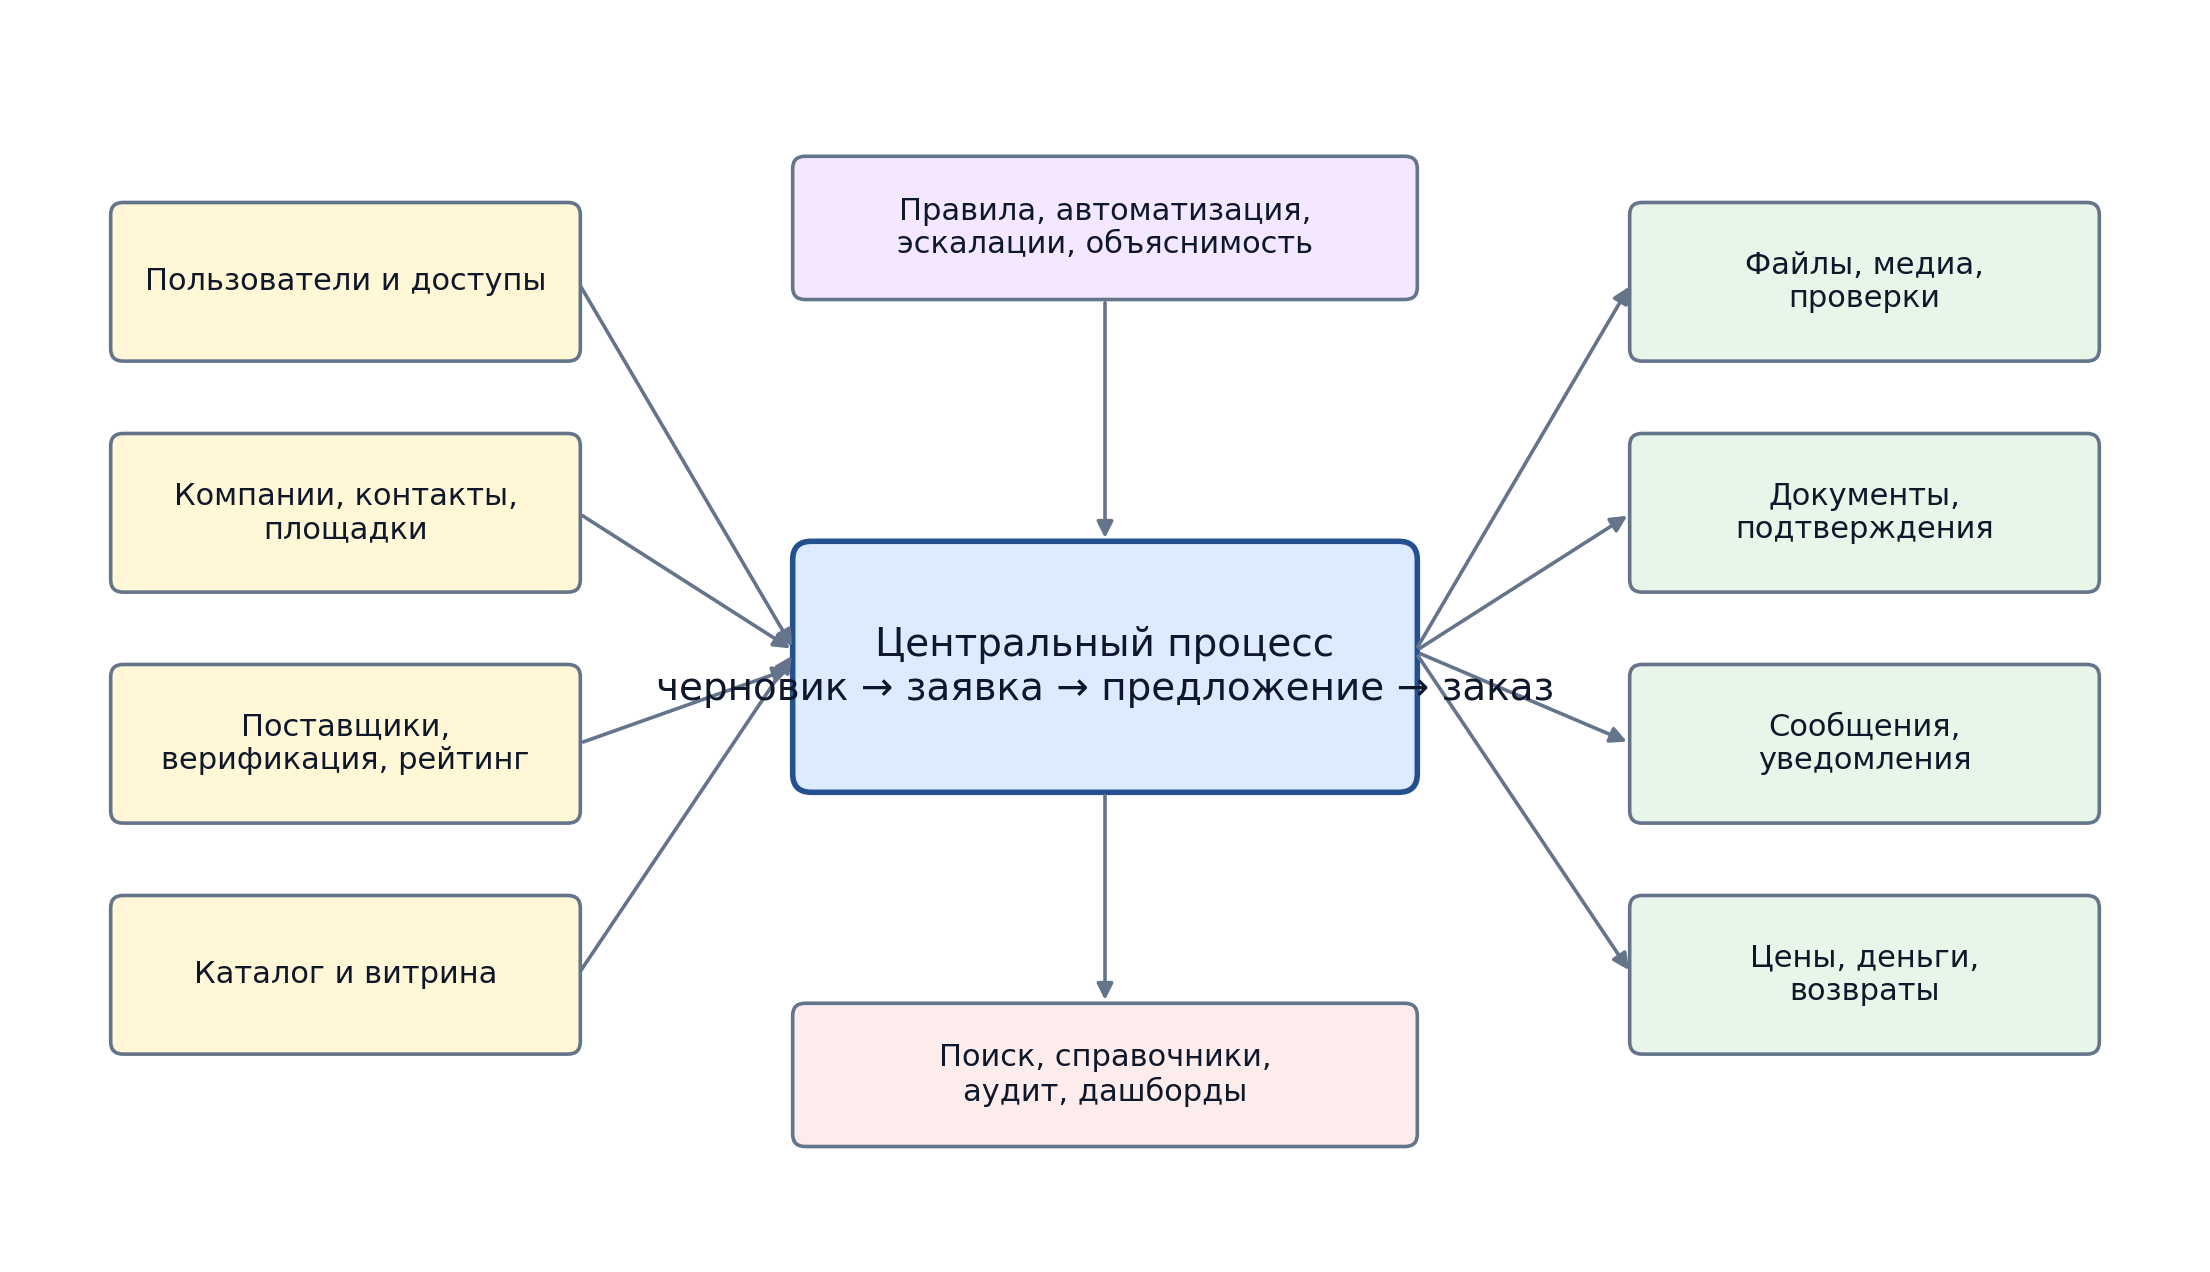 Пользователи и доступы
Компании, контакты,
площадки
Поставщики,
верификация, рейтинг
Каталог и витрина
Правила, автоматизация,
эскалации, объяснимость
Центральный процесс
черновик → заявка → предложение → заказ
Поиск, справочники,
аудит, дашборды
Файлы, медиа,
проверки
Документы,
подтверждения
Сообщения,
уведомления
Цены, деньги,
возвраты